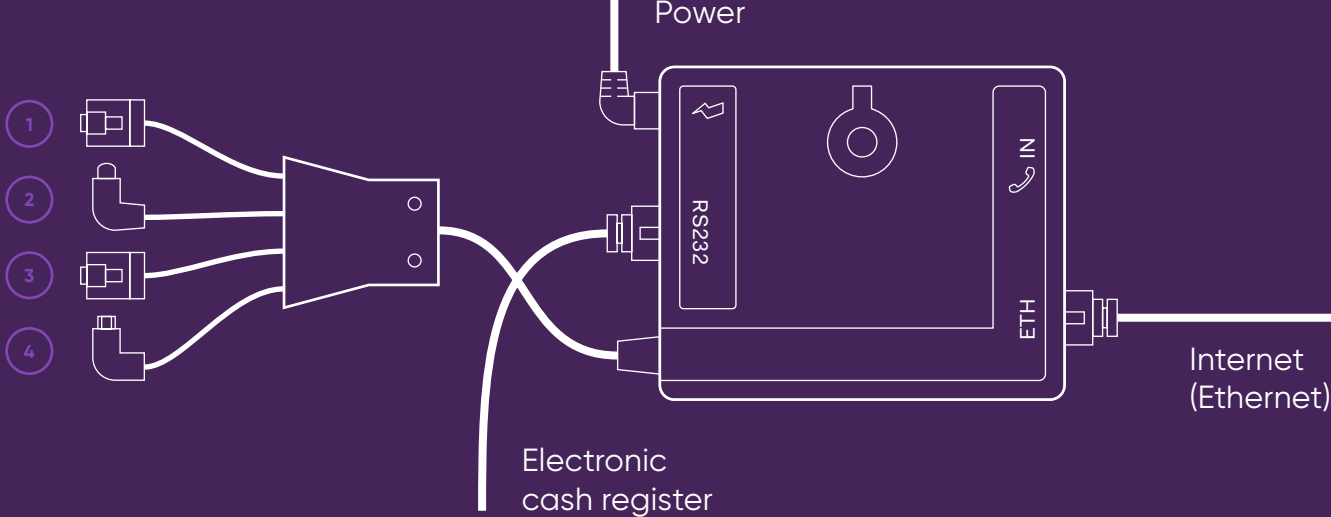 Power
1
2
3
4
IN
RS232
ETH
Internet
(Ethernet)
Electronic
cash register